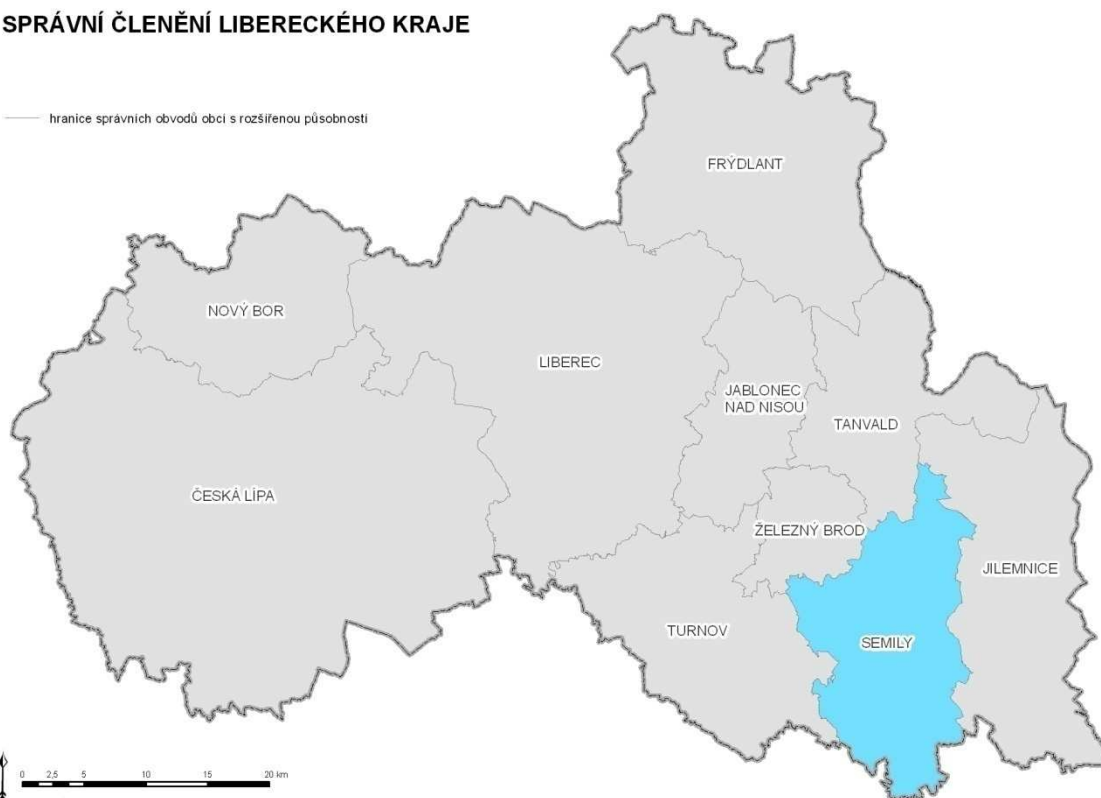 SPRÁVNÍ ČLENĚNÍ LIBERECKÉHO KRAJE
hranice správních obvodů obcí s rozšířenou působností
FRÝDLANT
NOVÝ BOR
LIBEREC
JABLONEC
NAD NISOU
TANVALD
ČESKÁ LÍPA
ŽELEZNÝ BROD
JILEMNICE
TURNOV
SEMILY
0 2,5 5 10 15 20 km